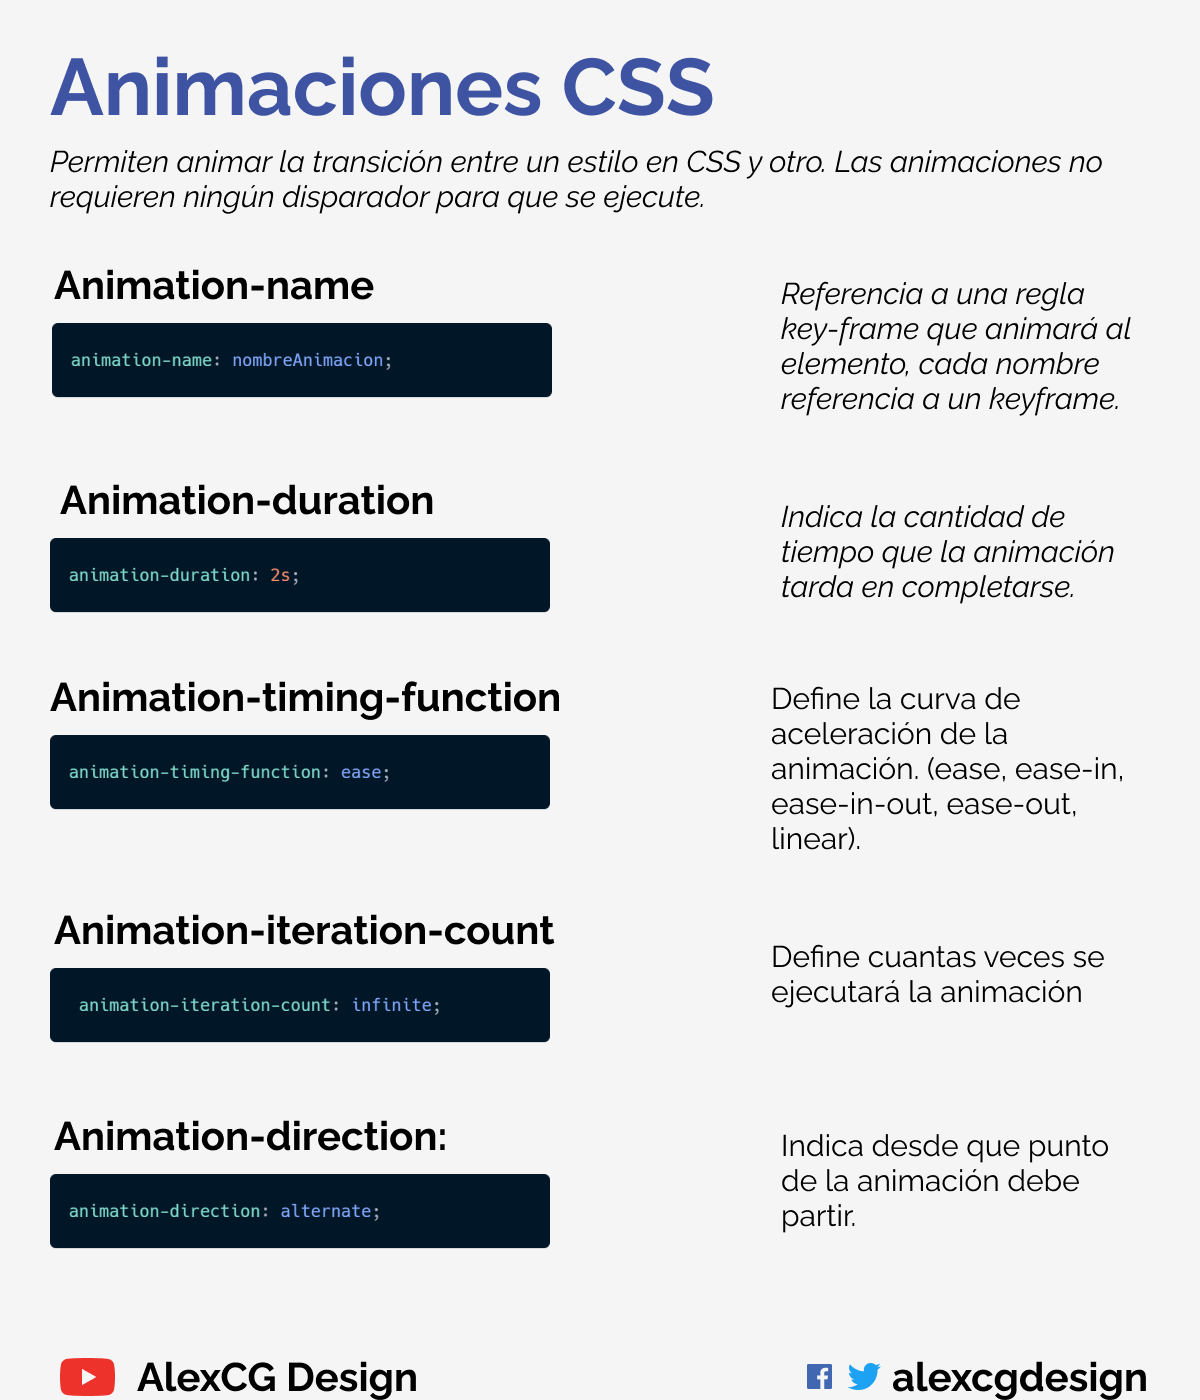 Animaciones CSS
Permiten animar la transición entre un estilo en CSS y otro. Las animaciones no
requieren ningún disparador para que se ejecute.
Animation-name
animation-name: nombreAnimacion;
Referencia a una regla
key-frame que animará al
elemento, cada nombre
referencia a un keyframe.
Animation-duration
animation-duration: 2s;
Indica la cantidad de
tiempo que la animación
tarda en completarse.
Animation-timing-function
animation-timing-function: ease;
Define la curva de
aceleración de la
animación. (ease, ease-in,
ease-in-out, ease-out,
linear).
Animation-iteration-count
animation-iteration-count: infinite;
Define cuantas veces se
ejecutará la animación
Animation-direction:
animation-direction: alternate;
Indica desde que punto
de la animación debe
partir.
AlexCG Design
alexcgdesign